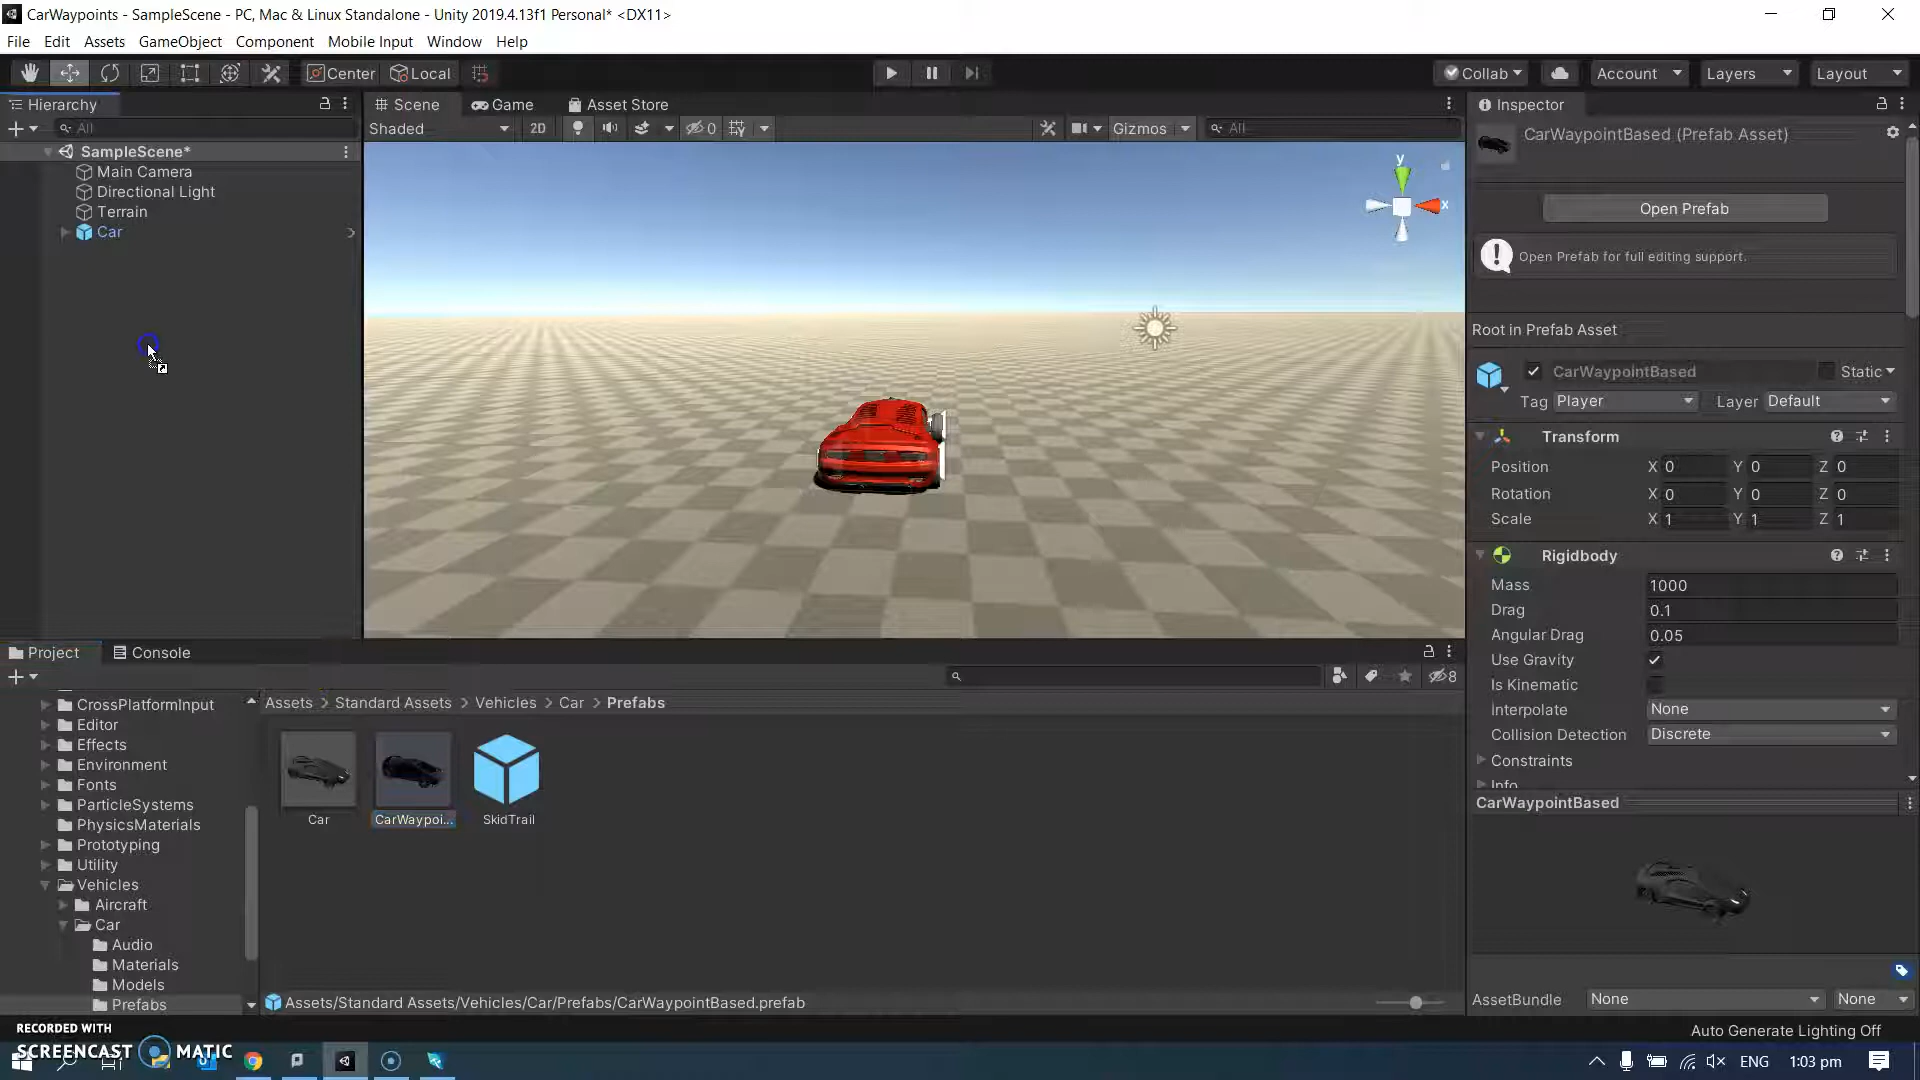 CarWaypoints - SampleScene - PC, Mac & Linux Standalone - Unity 2019.4.13f1 Personal* <DX11>
File Edit Assets GameObject Component Mobile Input Window Help
Center Local Collab Account Layers Layout
Hierarchy
All
SampleScene*
Main Camera
Directional Light
Terrain
Car
Scene Game Asset Store
Shaded 2D 0 Gizmos All
y
x
Inspector
CarWaypointBased (Prefab Asset)
Open Prefab
Open Prefab for full editing support.
Root in Prefab Asset
CarWaypointBased Static
Tag Player Layer Default
Transform
Position X 0 Y 0 Z 0
Rotation X 0 Y 0 Z 0
Scale X 1 Y 1 Z 1
Rigidbody
Mass 1000
Drag 0.1
Angular Drag 0.05
Use Gravity
Is Kinematic
Interpolate None
Collision Detection Discrete
Constraints
Info
CarWaypointBased
AssetBundle None None
Project Console
8
CrossPlatformInput
Editor
Effects
Environment
Fonts
ParticleSystems
PhysicsMaterials
Prototyping
Utility
Vehicles
Aircraft
Car
Audio
Materials
Models
Prefabs
Assets > Standard Assets > Vehicles > Car > Prefabs
Car CarWaypoi... SkidTrail
Assets/Standard Assets/Vehicles/Car/Prefabs/CarWaypointBased.prefab
Auto Generate Lighting Off
RECORDED WITH
SCREENCAST MATIC
ENG 1:03 pm